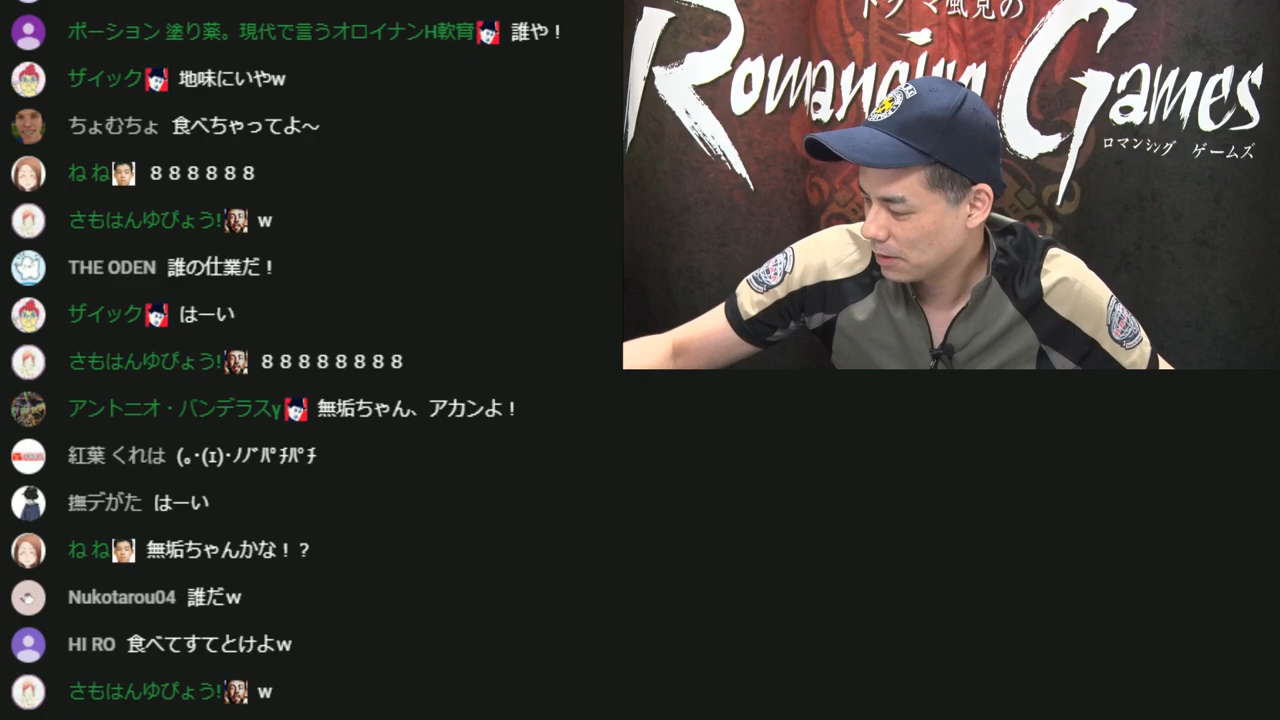 ポーション 塗り薬。現代で言うオロイナンH軟膏 誰や！
ザイック 地味にいやw
ちょむちょ 食べちゃってよ～
ね ね ８８８８８８
さもはんゆぴょう! w
THE ODEN 誰の仕業だ！
ザイック はーい
さもはんゆぴょう! ８８８８８８８８
アントニオ・バンデラスγ 無垢ちゃん、アカンよ！
紅葉 くれは (｡･(ｪ)･ﾉﾉﾞﾊﾟﾁﾊﾟﾁ
撫デがた はーい
ね ね 無垢ちゃんかな！？
Nukotarou04 誰だw
HI RO 食べてすてとけよw
さもはんゆぴょう! w
ドグマ風見の
Romancing Games
ロマンシング ゲームズ